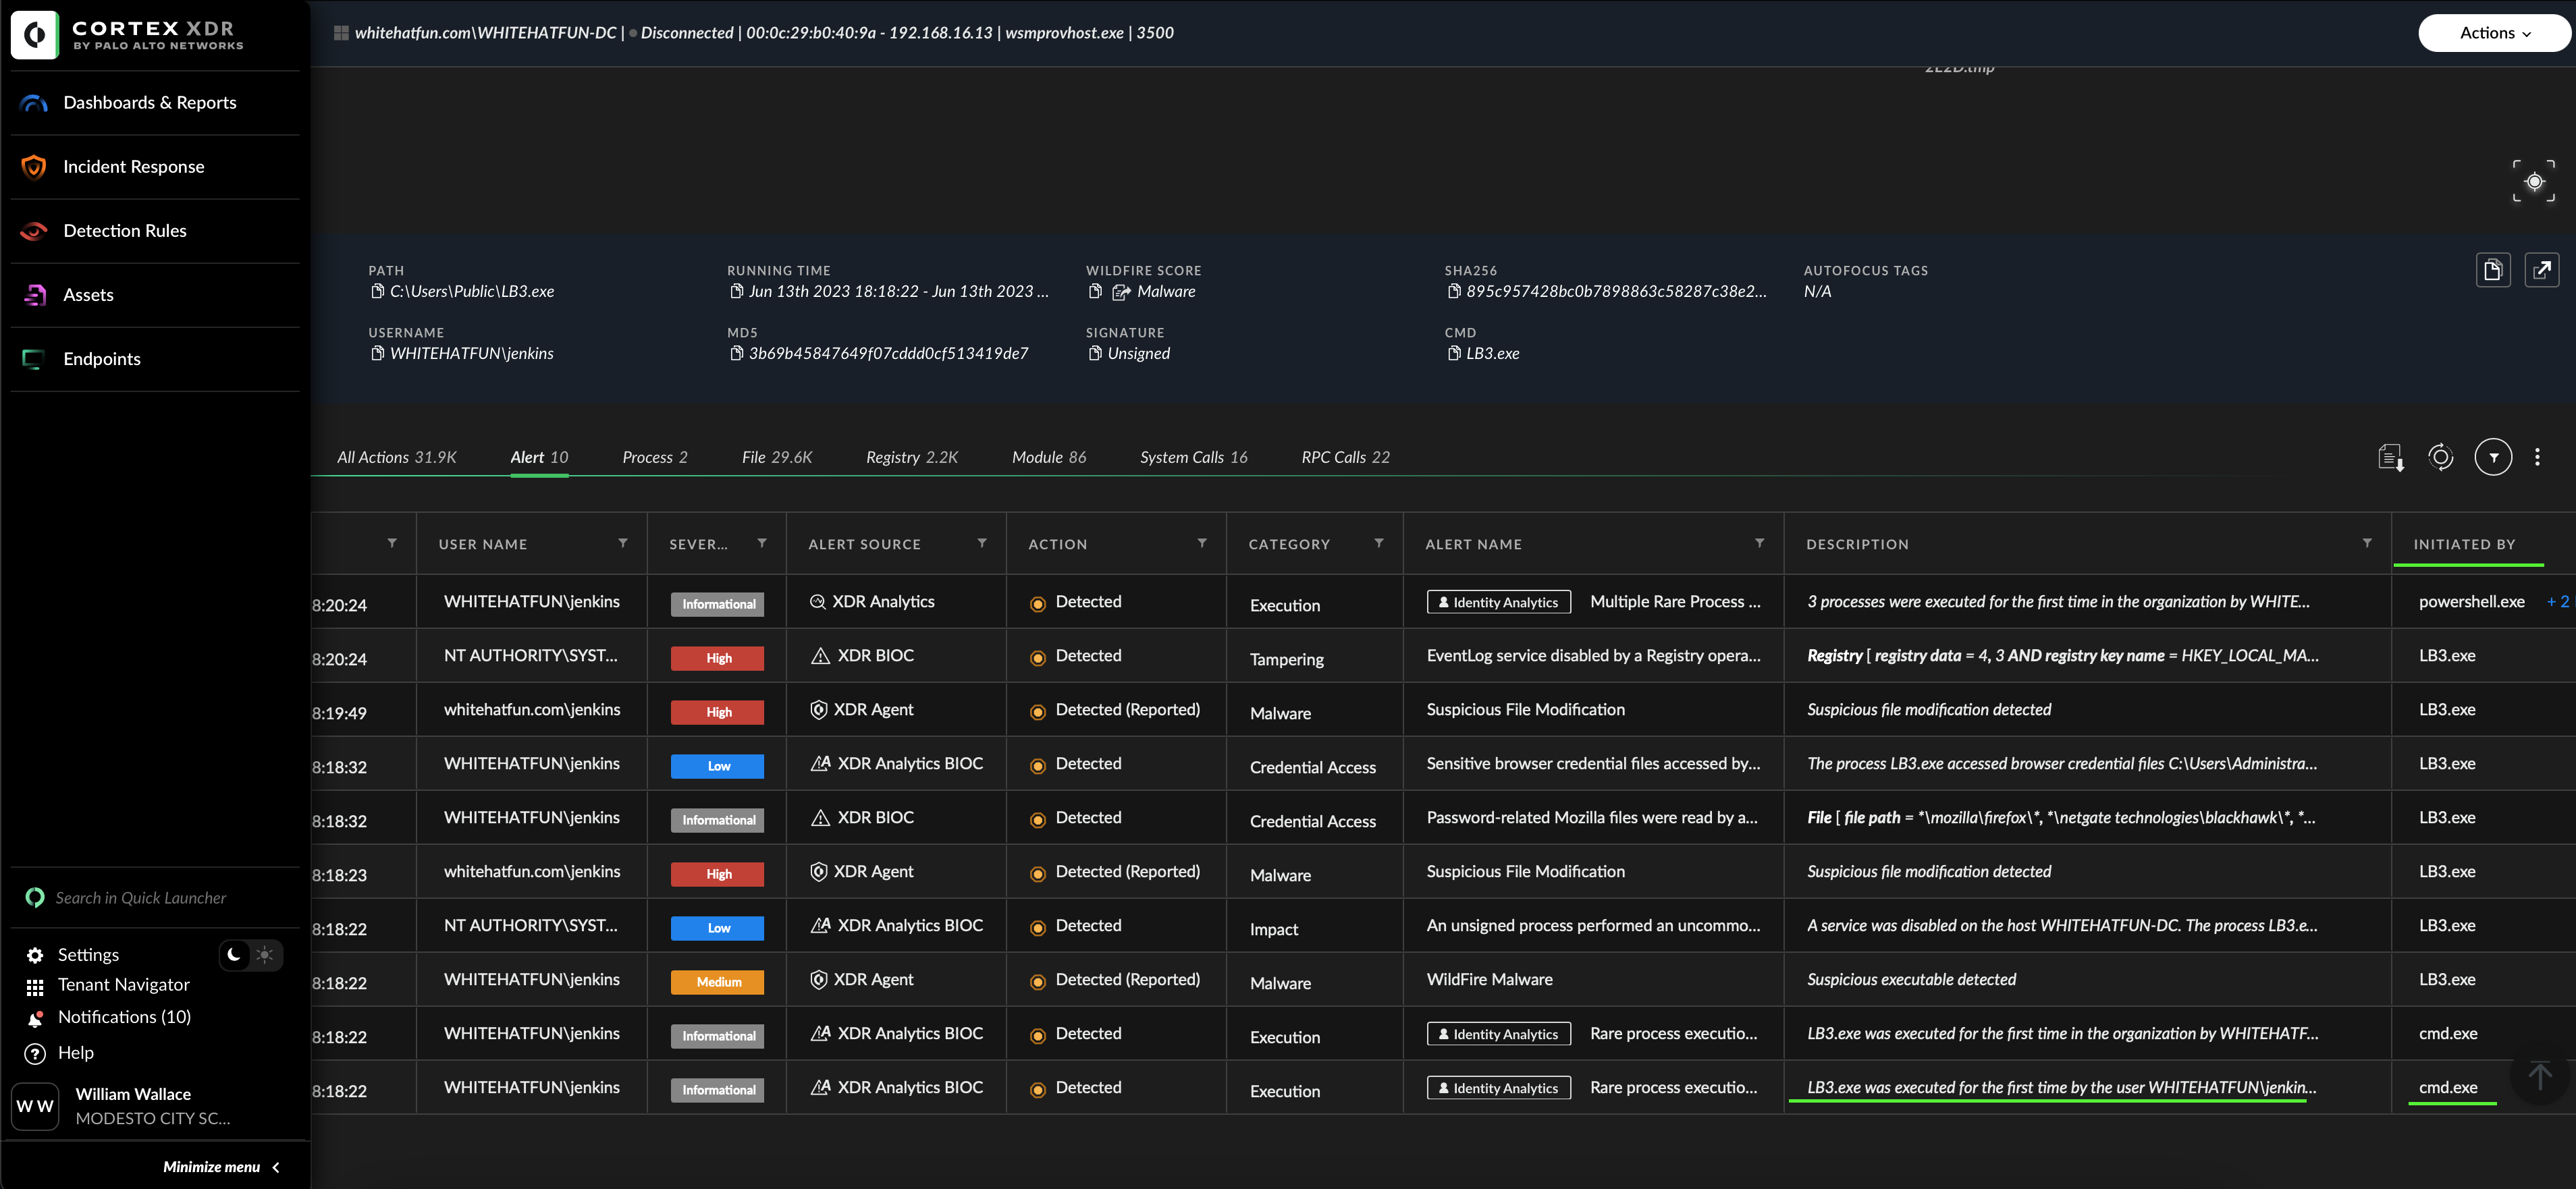 CORTEX XDR
BY PALO ALTO NETWORKS
whitehatfun.com\WHITEHATFUN-DC | Disconnected | 00:0c:29:b0:40:9a - 192.168.16.13 | wsmprovhost.exe | 3500
Actions
Dashboards & Reports
Incident Response
Detection Rules
Assets
Endpoints
Search in Quick Launcher
Settings
Tenant Navigator
Notifications (10)
Help
W W
William Wallace
MODESTO CITY SC...
Minimize menu
PATH
C:\Users\Public\LB3.exe
RUNNING TIME
Jun 13th 2023 18:18:22 - Jun 13th 2023 ...
WILDFIRE SCORE
Malware
SHA256
895c957428bc0b7898863c58287c38e2...
AUTOFOCUS TAGS
N/A
USERNAME
WHITEHATFUN\jenkins
MD5
3b69b45847649f07cddd0cf513419de7
SIGNATURE
Unsigned
CMD
LB3.exe
All Actions 31.9K Alert 10 Process 2 File 29.6K Registry 2.2K Module 86 System Calls 16 RPC Calls 22
USER NAME SEVER... ALERT SOURCE ACTION CATEGORY ALERT NAME DESCRIPTION INITIATED BY
8:20:24 WHITEHATFUN\jenkins Informational XDR Analytics Detected Execution Identity Analytics Multiple Rare Process ... 3 processes were executed for the first time in the organization by WHITE... powershell.exe + 2
8:20:24 NT AUTHORITY\SYST... High XDR BIOC Detected Tampering EventLog service disabled by a Registry opera... Registry [ registry data = 4, 3 AND registry key name = HKEY_LOCAL_MA... LB3.exe
8:19:49 whitehatfun.com\jenkins High XDR Agent Detected (Reported) Malware Suspicious File Modification Suspicious file modification detected LB3.exe
8:18:32 WHITEHATFUN\jenkins Low XDR Analytics BIOC Detected Credential Access Sensitive browser credential files accessed by... The process LB3.exe accessed browser credential files C:\Users\Administra... LB3.exe
8:18:32 WHITEHATFUN\jenkins Informational XDR BIOC Detected Credential Access Password-related Mozilla files were read by a... File [ file path = *\mozilla\firefox\*, *\netgate technologies\blackhawk\*, *... LB3.exe
8:18:23 whitehatfun.com\jenkins High XDR Agent Detected (Reported) Malware Suspicious File Modification Suspicious file modification detected LB3.exe
8:18:22 NT AUTHORITY\SYST... Low XDR Analytics BIOC Detected Impact An unsigned process performed an uncommo... A service was disabled on the host WHITEHATFUN-DC. The process LB3.e... LB3.exe
8:18:22 WHITEHATFUN\jenkins Medium XDR Agent Detected (Reported) Malware WildFire Malware Suspicious executable detected LB3.exe
8:18:22 WHITEHATFUN\jenkins Informational XDR Analytics BIOC Detected Execution Identity Analytics Rare process executio... LB3.exe was executed for the first time in the organization by WHITEHATF... cmd.exe
8:18:22 WHITEHATFUN\jenkins Informational XDR Analytics BIOC Detected Execution Identity Analytics Rare process executio... LB3.exe was executed for the first time by the user WHITEHATFUN\jenkin... cmd.exe